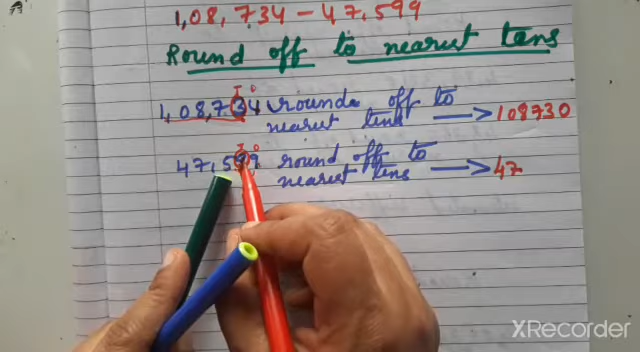 1,08,734 - 47,599
Round off to nearest tens
T O
1,08,734 rounds off to
nearest tens → 108730
T O
47,599 round off to
nearest tens → 47
XRecorder